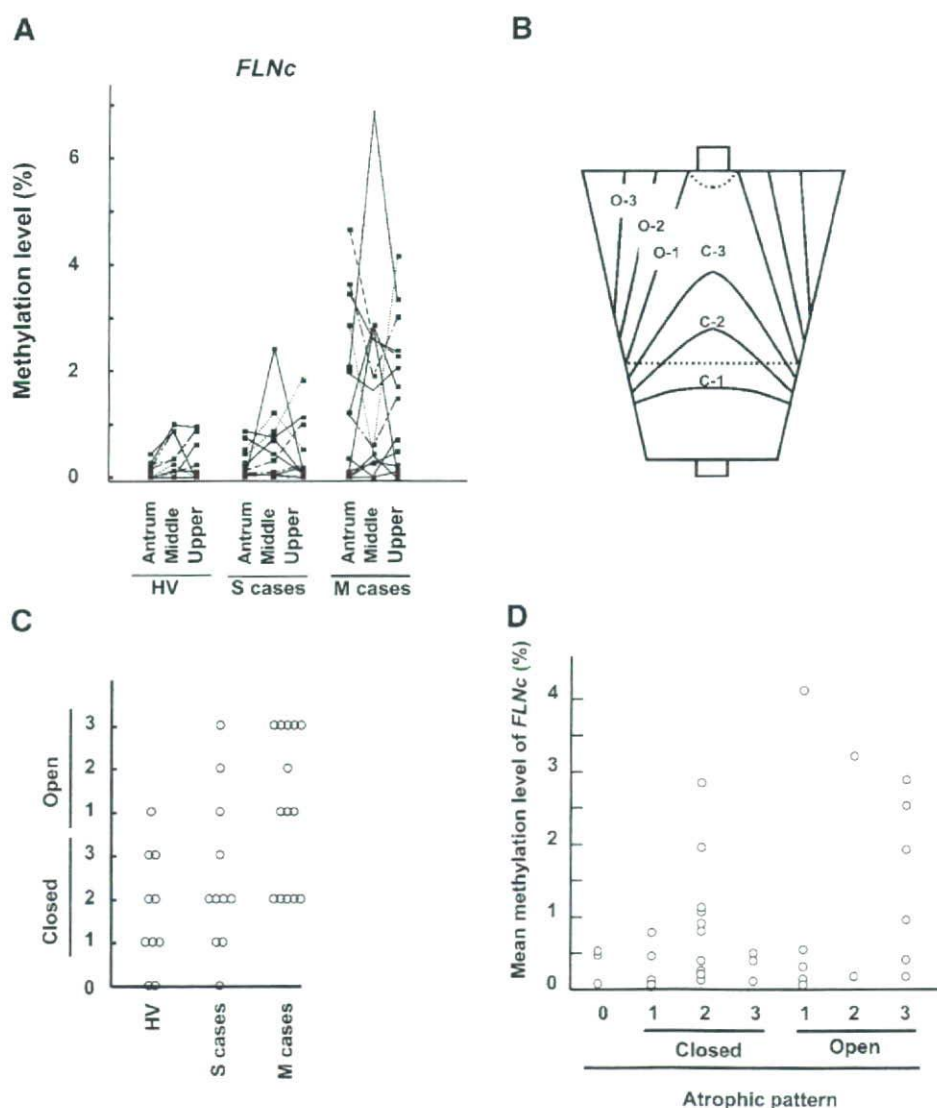 A
FLNc
Methylation level (%)
6
4
2
0
Antrum
Middle
Upper
Antrum
Middle
Upper
Antrum
Middle
Upper
HV
S cases
M cases
B
O-3
O-2
O-1
C-3
C-2
C-1
C
Open
Closed
3
2
1
3
2
1
0
HV
S cases
M cases
D
Mean methylation level of FLNc (%)
4
3
2
1
0
0
1
2
3
1
2
3
Closed
Open
Atrophic pattern